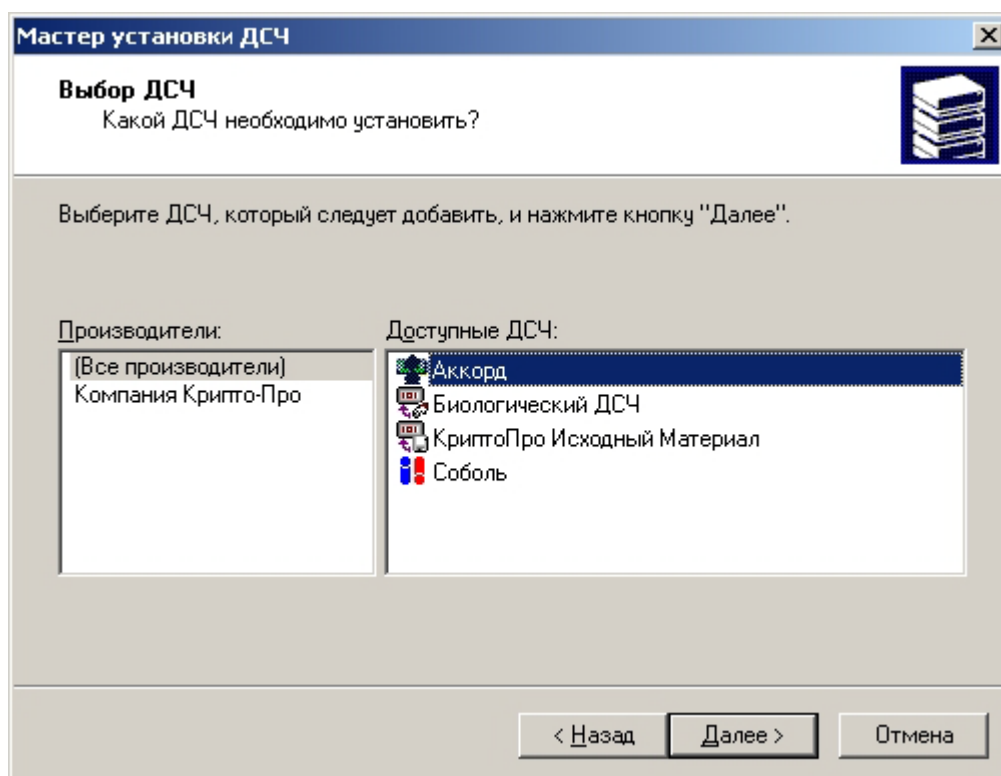 Мастер установки ДСЧ
Выбор ДСЧ
Какой ДСЧ необходимо установить?
Выберите ДСЧ, который следует добавить, и нажмите кнопку "Далее".
Производители:
(Все производители)
Компания Крипто-Про
Доступные ДСЧ:
Аккорд
Биологический ДСЧ
КриптоПро Исходный Материал
Соболь
< Назад
Далее >
Отмена